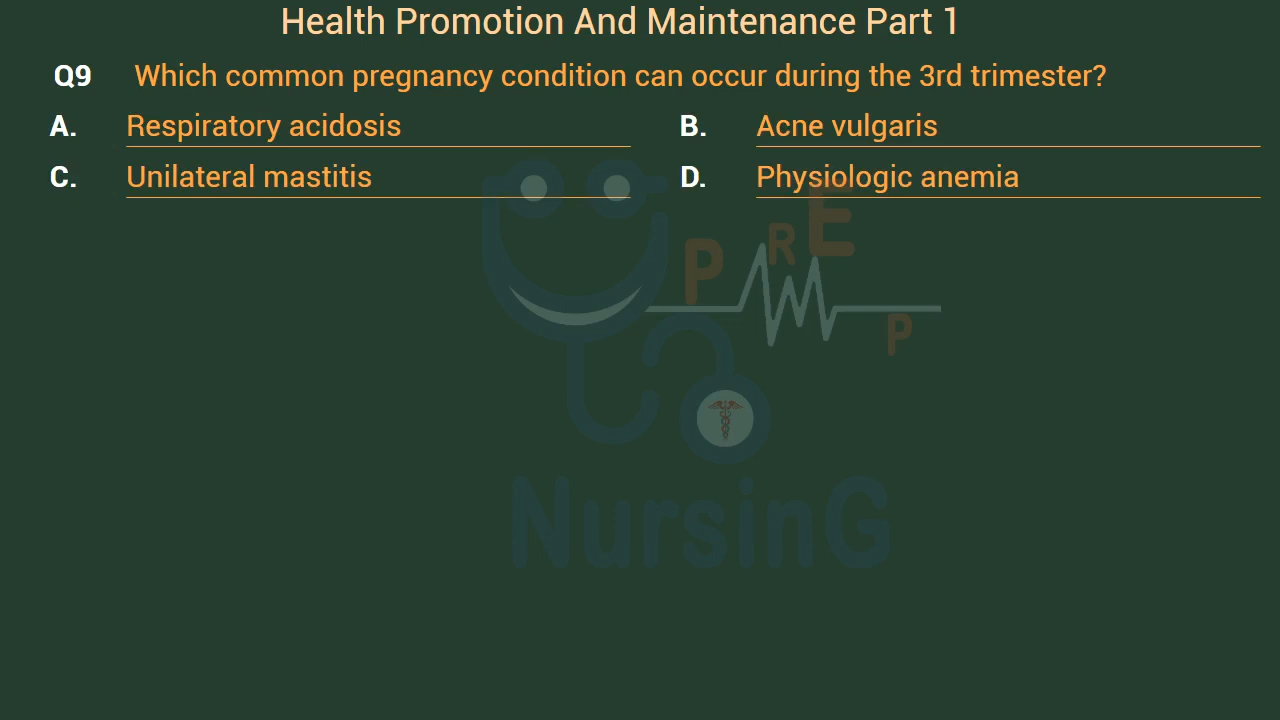 Health Promotion And Maintenance Part 1
Q9 Which common pregnancy condition can occur during the 3rd trimester?
A. Respiratory acidosis B. Acne vulgaris
C. Unilateral mastitis D. Physiologic anemia
PREP
NursinG